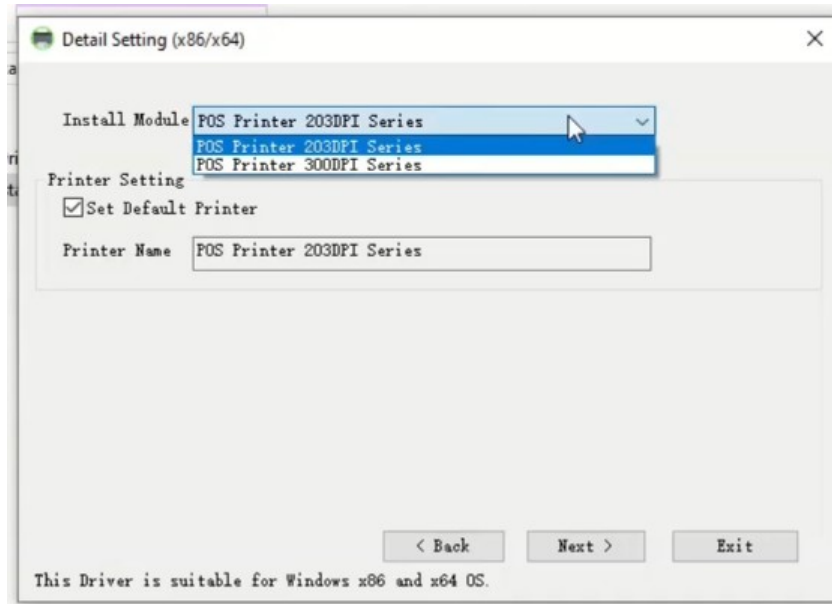 Detail Setting (x86/x64)
Install Module POS Printer 203DPI Series
POS Printer 203DPI Series
POS Printer 300DPI Series
Printer Setting
Set Default Printer
Printer Name POS Printer 203DPI Series
< Back Next > Exit
This Driver is suitable for Windows x86 and x64 OS.